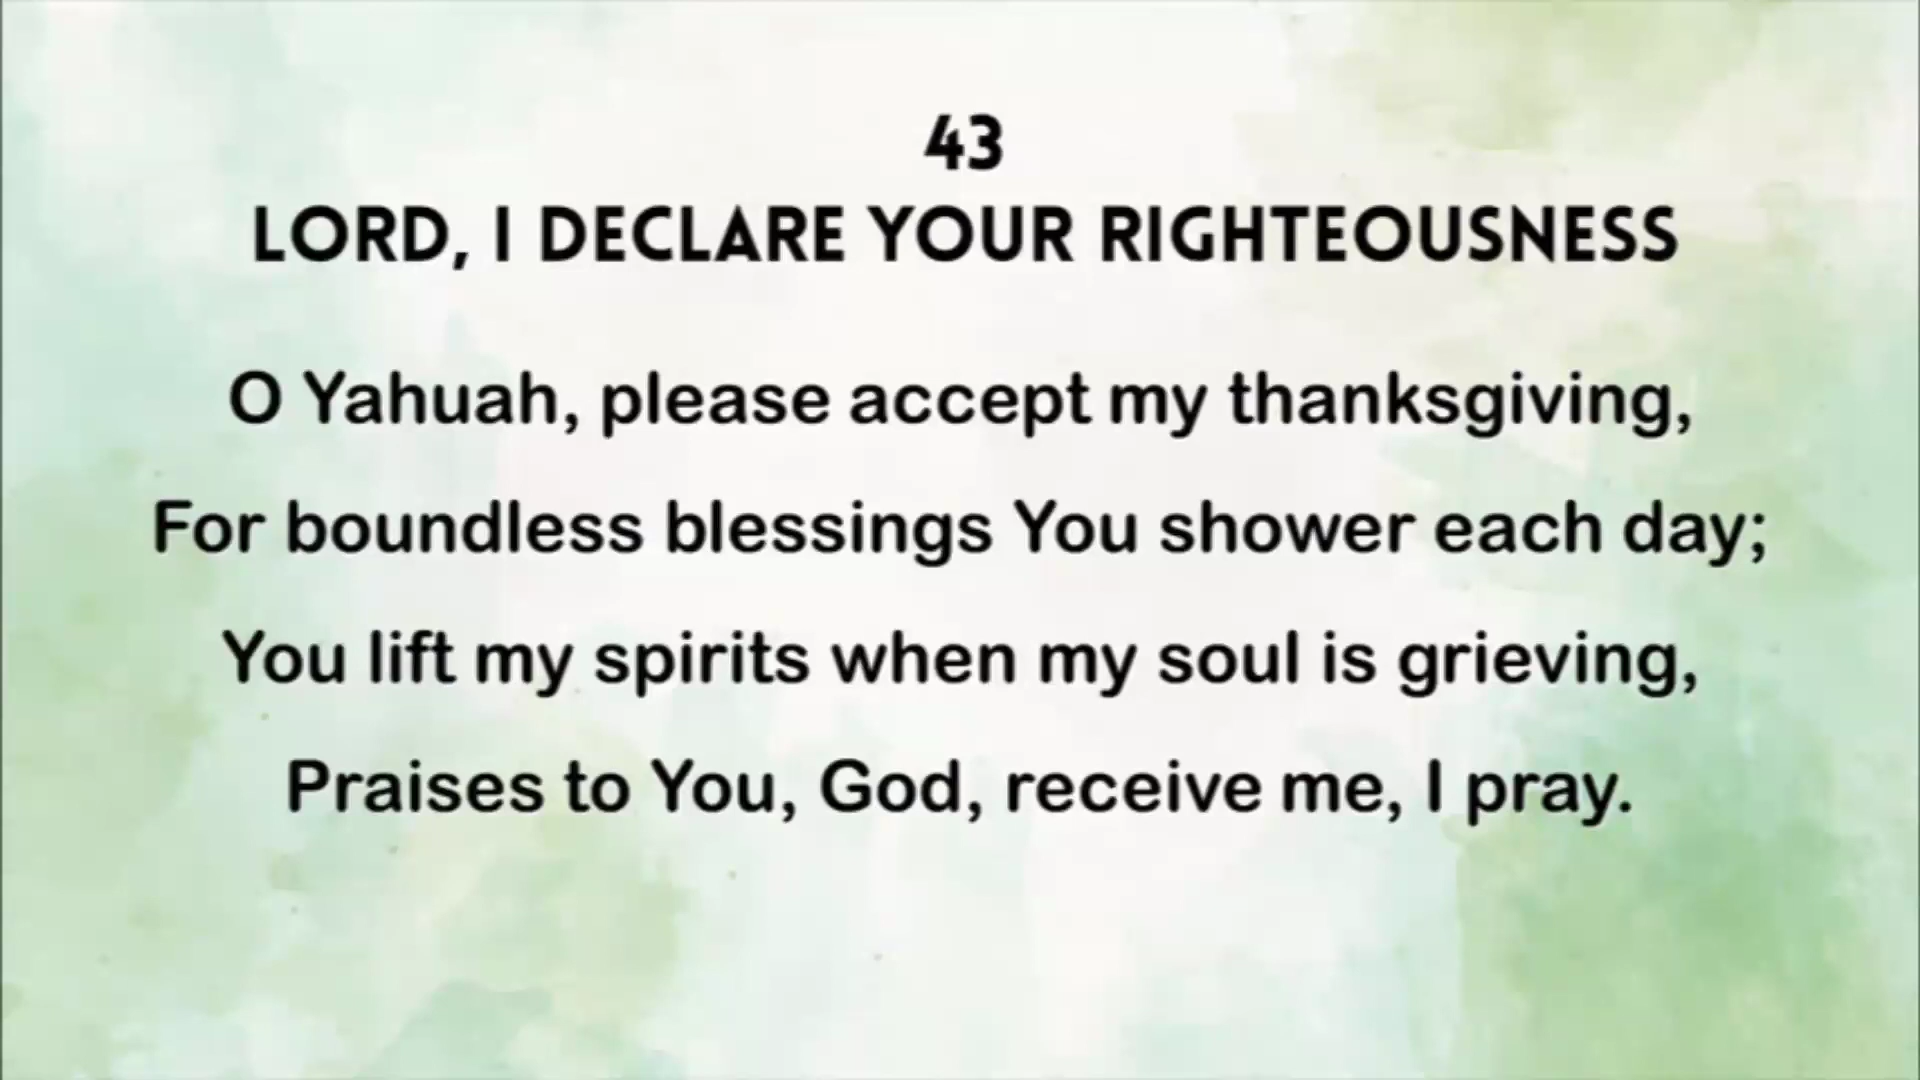 43
LORD, I DECLARE YOUR RIGHTEOUSNESS
O Yahuah, please accept my thanksgiving,
For boundless blessings You shower each day;
You lift my spirits when my soul is grieving,
Praises to You, God, receive me, I pray.